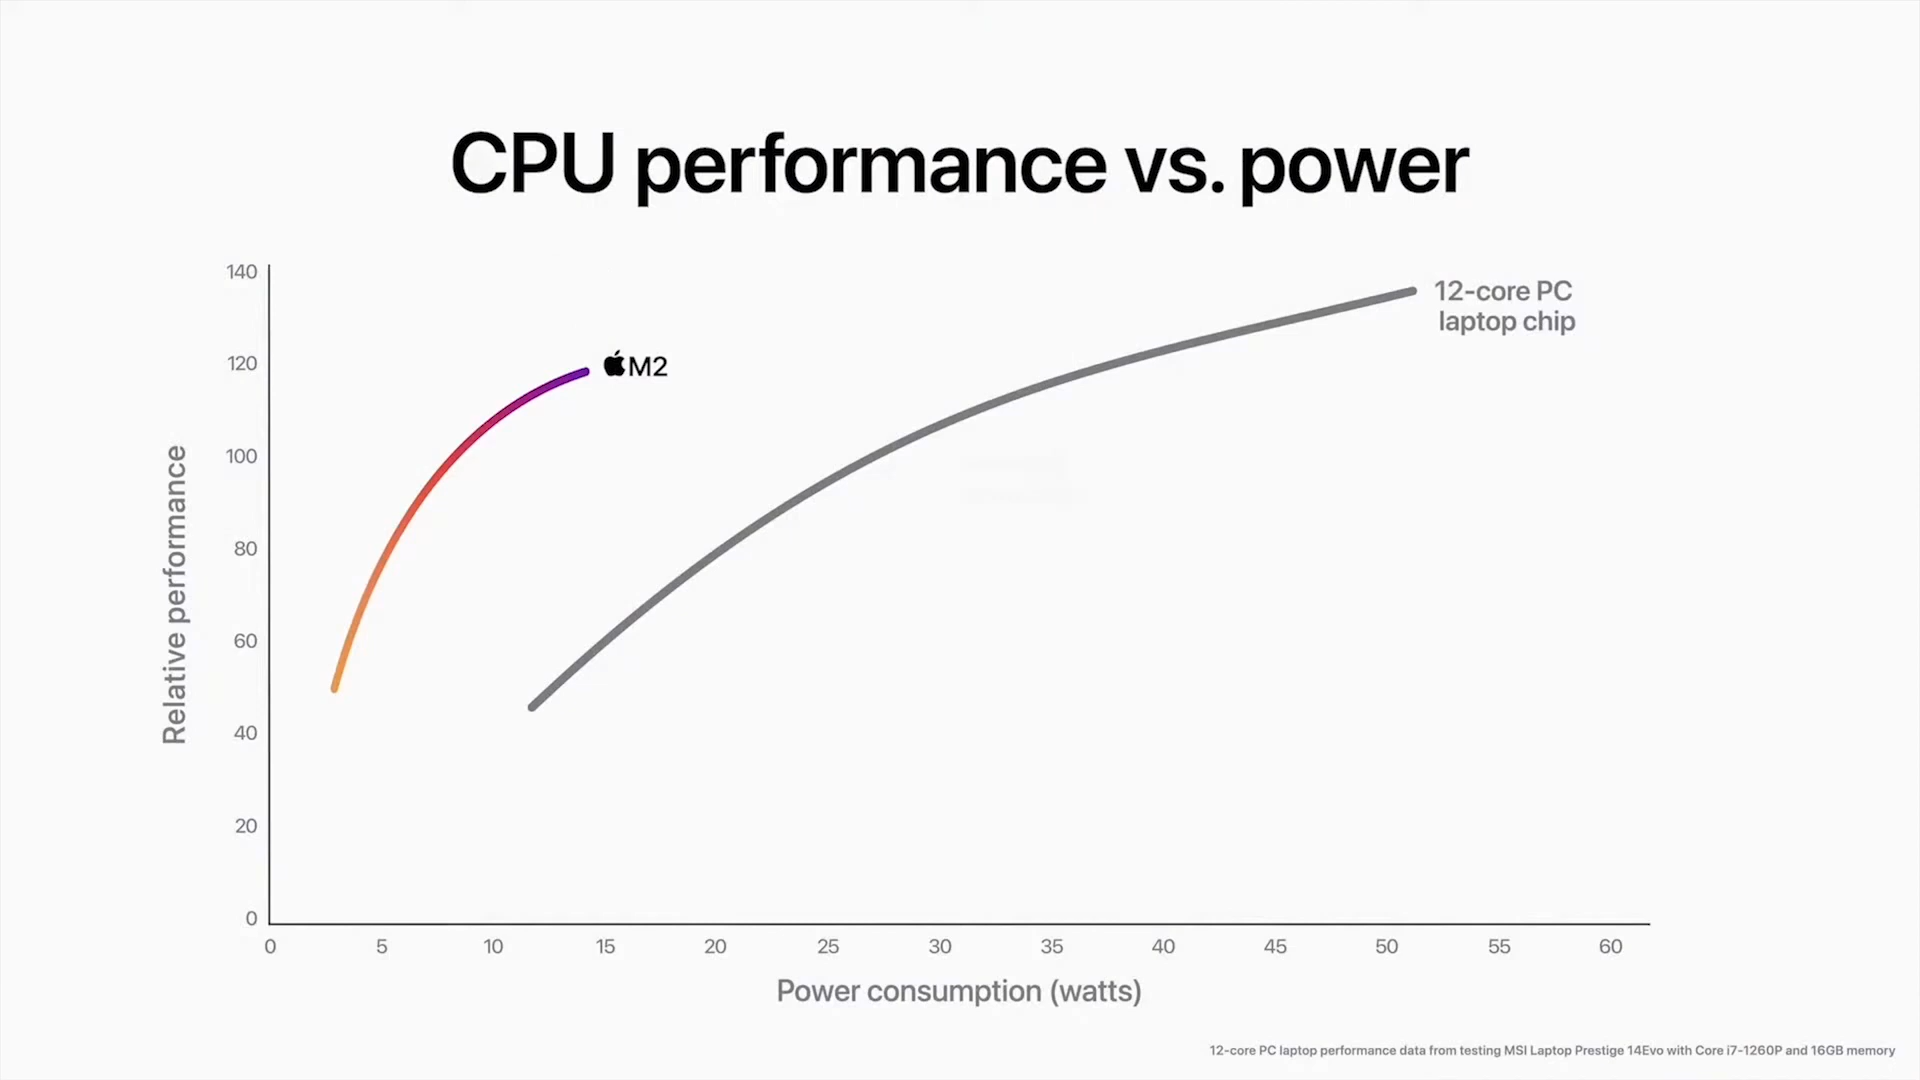 CPU performance vs. power
140
120
100
80
60
40
20
0
Relative performance
M2
12-core PC
laptop chip
0 5 10 15 20 25 30 35 40 45 50 55 60
Power consumption (watts)
12-core PC laptop performance data from testing MSI Laptop Prestige 14Evo with Core i7-1260P and 16GB memory